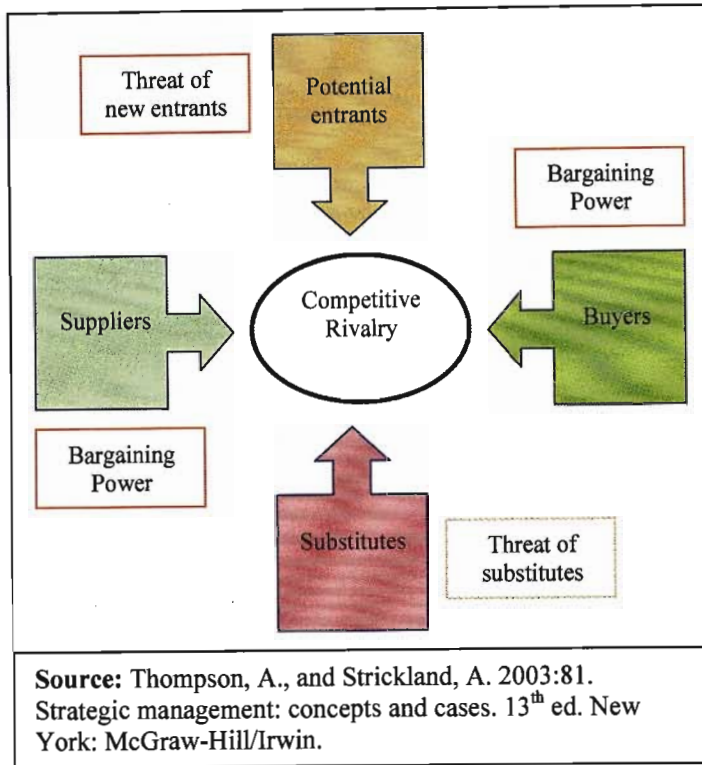 Threat of
new entrants
Potential
entrants
Bargaining
Power
Suppliers
Competitive
Rivalry
Buyers
Bargaining
Power
Substitutes
Threat of
substitutes
Source: Thompson, A., and Strickland, A. 2003:81.
Strategic management: concepts and cases. 13th ed. New
York: McGraw-Hill/Irwin.